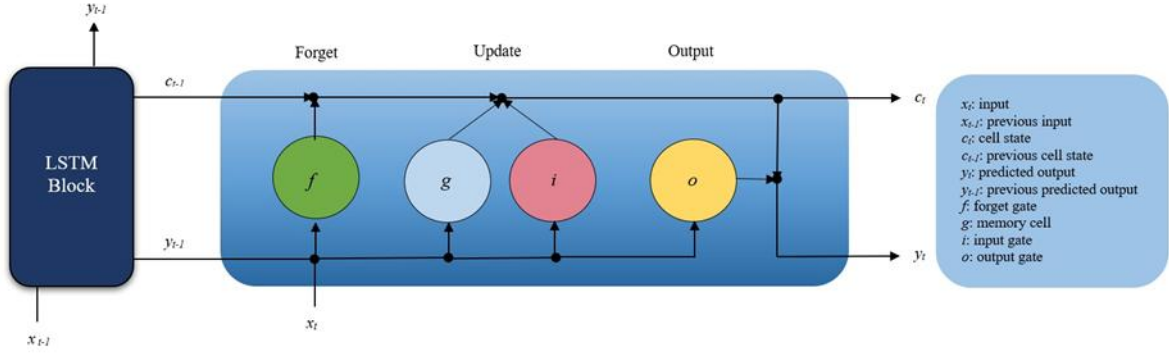 yt-1
Forget
Update
Output
ct-1
ct
LSTM
Block
f
g
i
o
yt-1
yt
xt
xt-1
xt: input
xt-1: previous input
ct: cell state
ct-1: previous cell state
yt: predicted output
yt-1: previous predicted output
f: forget gate
g: memory cell
i: input gate
o: output gate